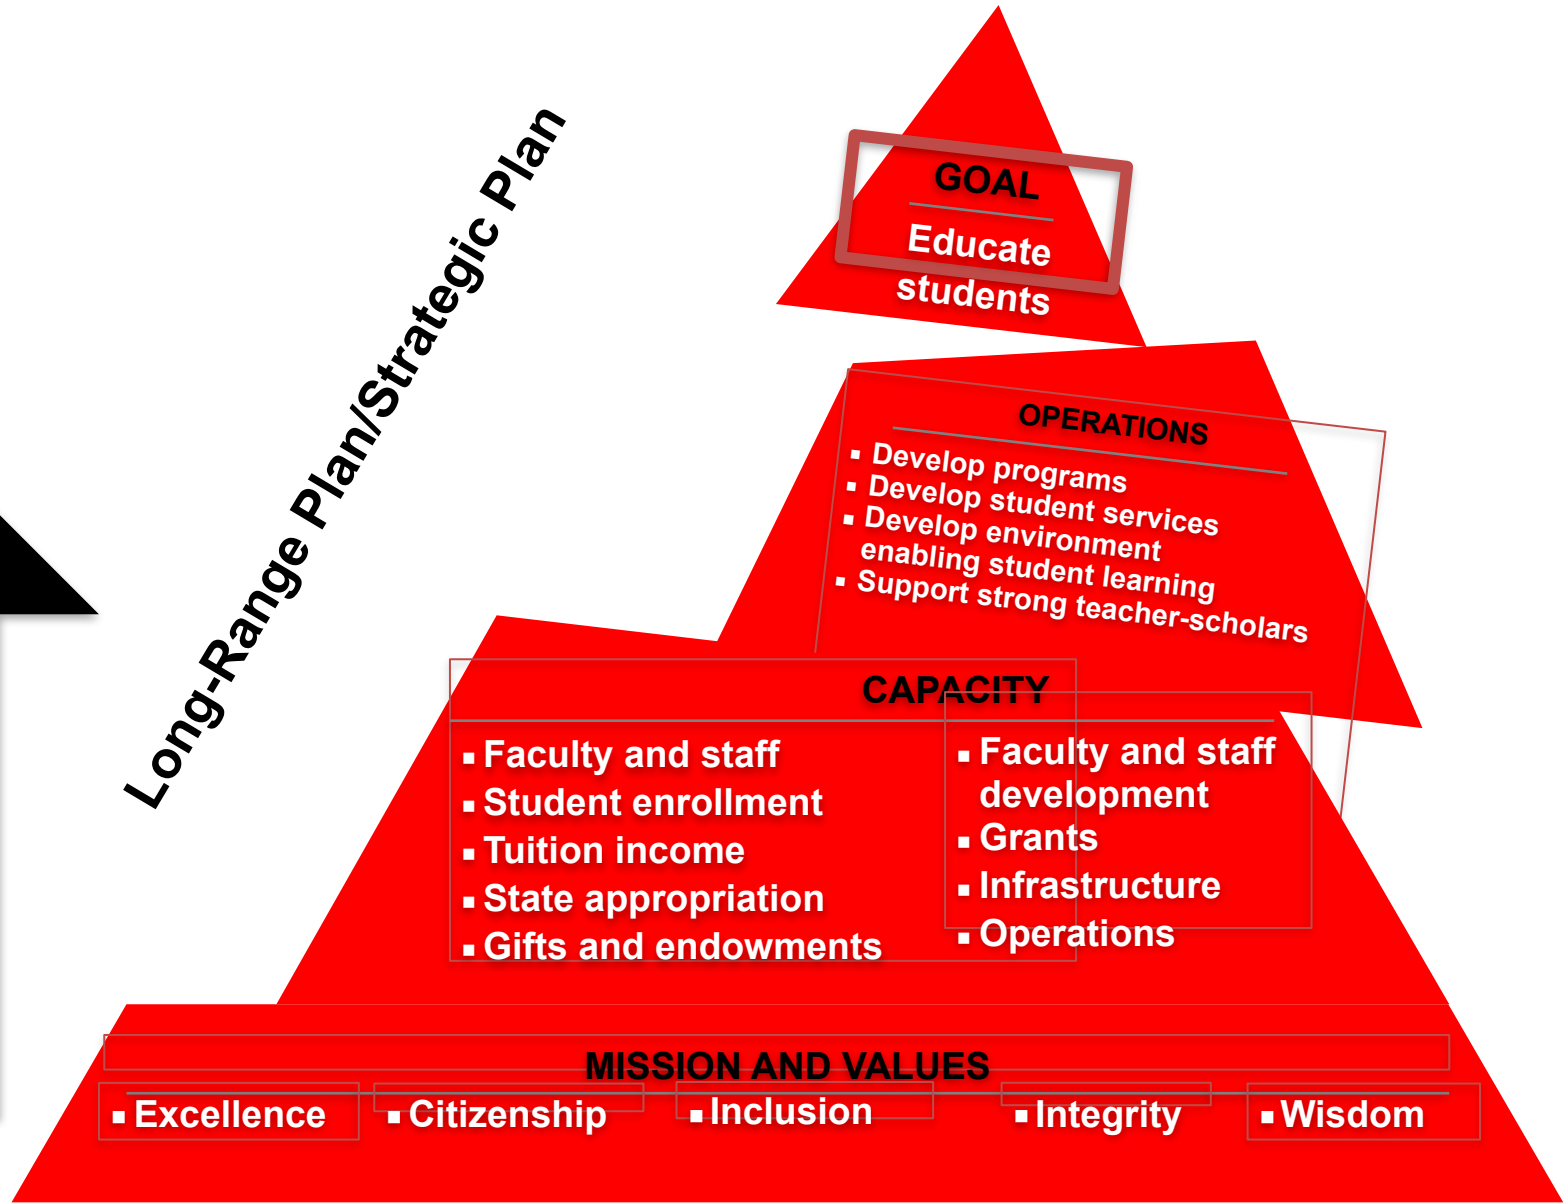 Long-Range Plan/Strategic Plan
GOAL
Educate
students
OPERATIONS
▪ Develop programs
▪ Develop student services
▪ Develop environment
enabling student learning
▪ Support strong teacher-scholars
CAPACITY
▪ Faculty and staff
▪ Student enrollment
▪ Tuition income
▪ State appropriation
▪ Gifts and endowments
▪ Faculty and staff
development
▪ Grants
▪ Infrastructure
▪ Operations
MISSION AND VALUES
▪ Excellence ▪ Citizenship ▪ Inclusion ▪ Integrity ▪ Wisdom